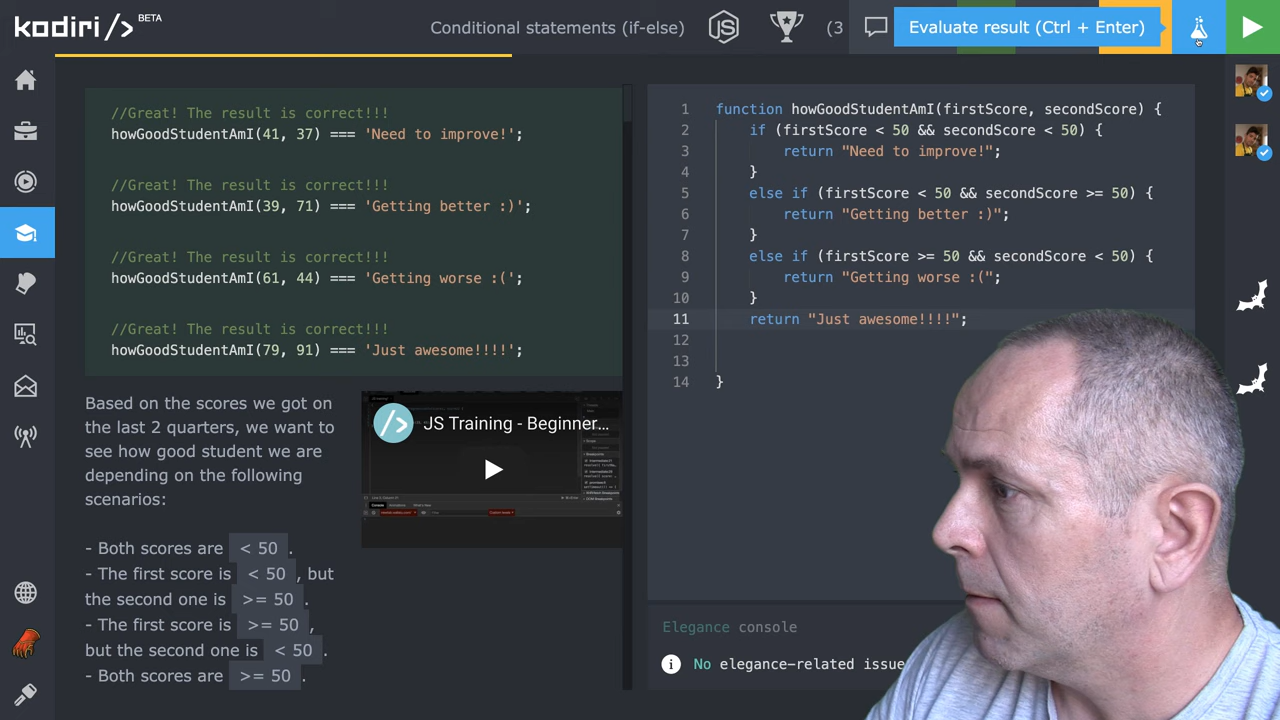 kodiri/> BETA
Conditional statements (if-else)
JS
(3
Evaluate result (Ctrl + Enter)
//Great! The result is correct!!!
howGoodStudentAmI(41, 37) === 'Need to improve!';
//Great! The result is correct!!!
howGoodStudentAmI(39, 71) === 'Getting better :)';
//Great! The result is correct!!!
howGoodStudentAmI(61, 44) === 'Getting worse :(';
//Great! The result is correct!!!
howGoodStudentAmI(79, 91) === 'Just awesome!!!!';
Based on the scores we got on
the last 2 quarters, we want to
see how good student we are
depending on the following
scenarios:
- Both scores are < 50 .
- The first score is < 50 , but
the second one is >= 50 .
- The first score is >= 50 ,
but the second one is < 50 .
- Both scores are >= 50 .
JS Training - Beginner...
1 function howGoodStudentAmI(firstScore, secondScore) {
2 if (firstScore < 50 && secondScore < 50) {
3 return "Need to improve!";
4 }
5 else if (firstScore < 50 && secondScore >= 50) {
6 return "Getting better :)";
7 }
8 else if (firstScore >= 50 && secondScore < 50) {
9 return "Getting worse :(";
10 }
11 return "Just awesome!!!!";
12
13
14 }
Elegance console
No elegance-related issue